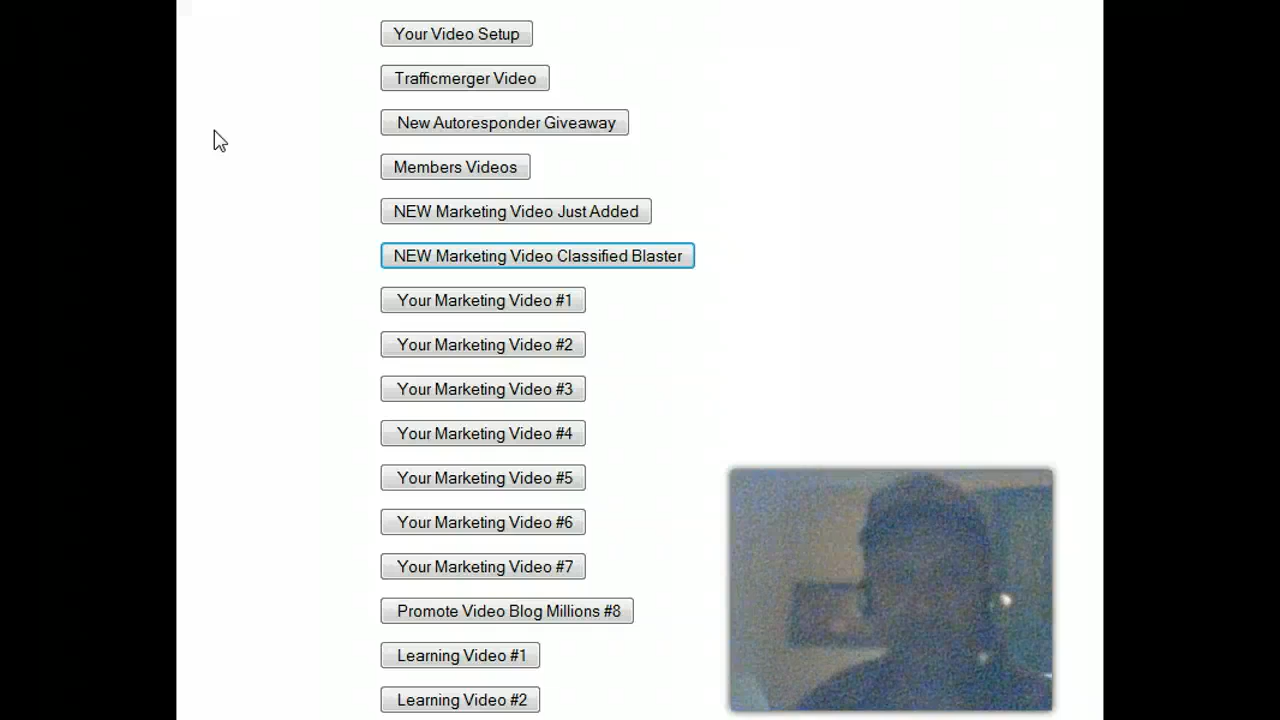 Your Video Setup
Trafficmerger Video
New Autoresponder Giveaway
Members Videos
NEW Marketing Video Just Added
NEW Marketing Video Classified Blaster
Your Marketing Video #1
Your Marketing Video #2
Your Marketing Video #3
Your Marketing Video #4
Your Marketing Video #5
Your Marketing Video #6
Your Marketing Video #7
Promote Video Blog Millions #8
Learning Video #1
Learning Video #2